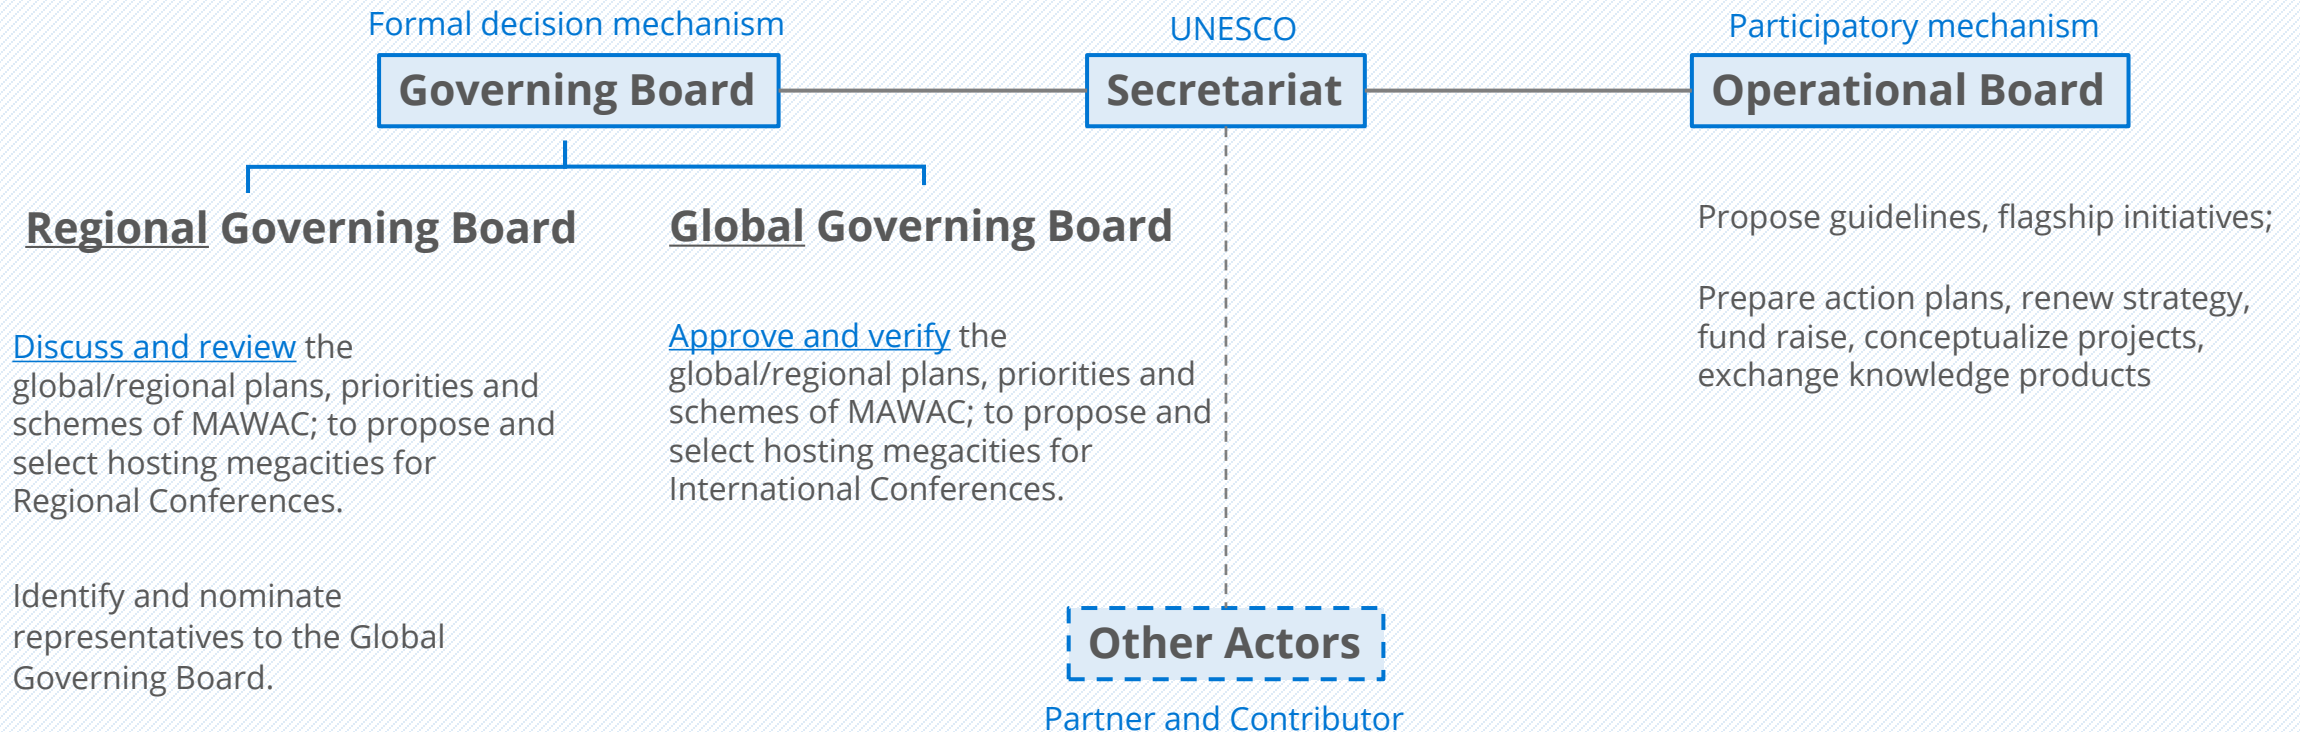 Formal decision mechanism
Governing Board
UNESCO
Secretariat
Participatory mechanism
Operational Board
Regional Governing Board
Discuss and review the
global/regional plans, priorities and
schemes of MAWAC; to propose and
select hosting megacities for
Regional Conferences.
Identify and nominate
representatives to the Global
Governing Board.
Global Governing Board
Approve and verify the
global/regional plans, priorities and
schemes of MAWAC; to propose and
select hosting megacities for
International Conferences.
Propose guidelines, flagship initiatives;
Prepare action plans, renew strategy,
fund raise, conceptualize projects,
exchange knowledge products
Other Actors
Partner and Contributor